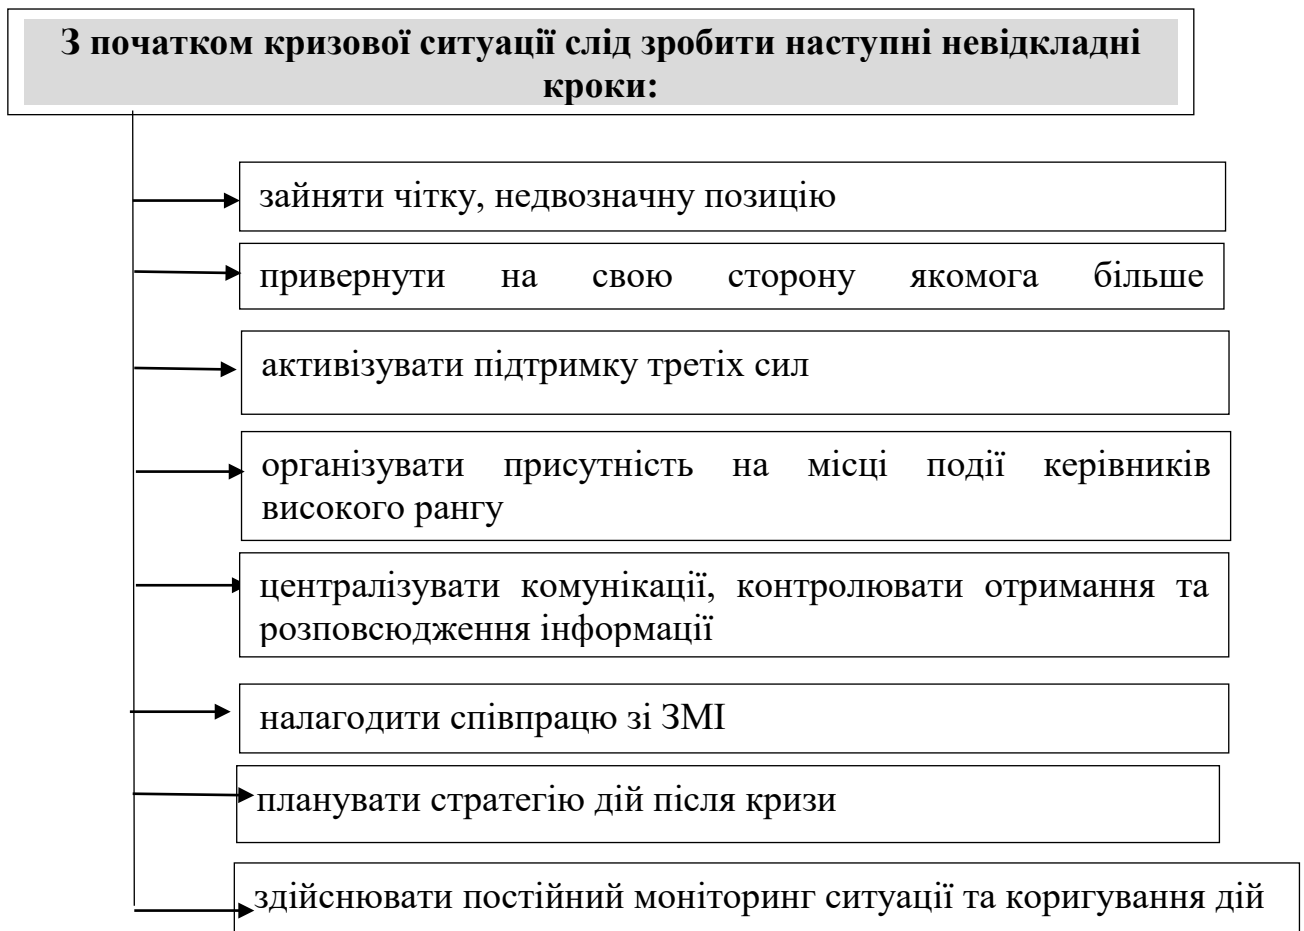 З початком кризової ситуації слід зробити наступні невідкладні
кроки:
зайняти чітку, недвозначну позицію
привернути на свою сторону якомога більше
активізувати підтримку третіх сил
організувати присутність на місці події керівників
високого рангу
централізувати комунікації, контролювати отримання та
розповсюдження інформації
налагодити співпрацю зі ЗМІ
планувати стратегію дій після кризи
здійснювати постійний моніторинг ситуації та коригування дій